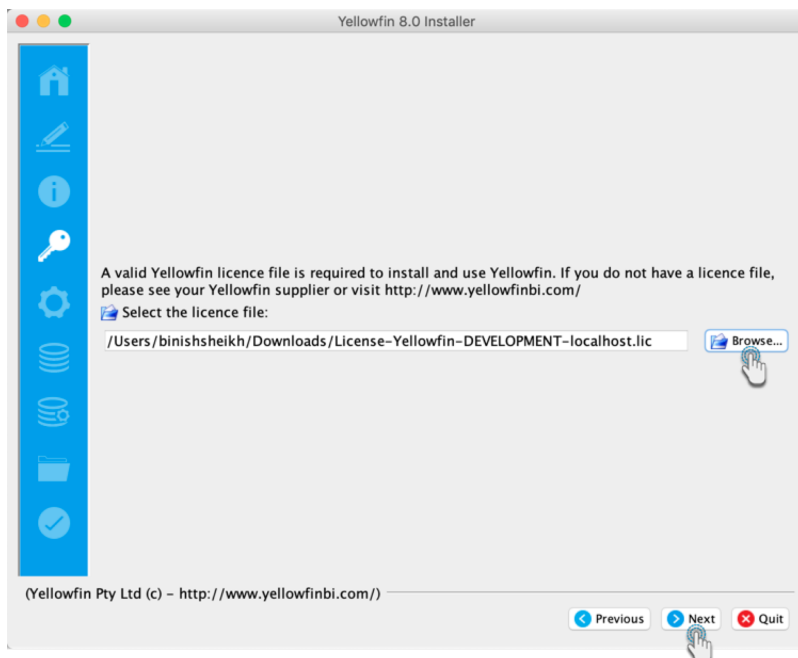 Yellowfin 8.0 Installer
A valid Yellowfin licence file is required to install and use Yellowfin. If you do not have a licence file,
please see your Yellowfin supplier or visit http://www.yellowfinbi.com/
Select the licence file:
/Users/binishsheikh/Downloads/License-Yellowfin-DEVELOPMENT-localhost.lic
Browse...
(Yellowfin Pty Ltd (c) - http://www.yellowfinbi.com/)
Previous
Next
Quit